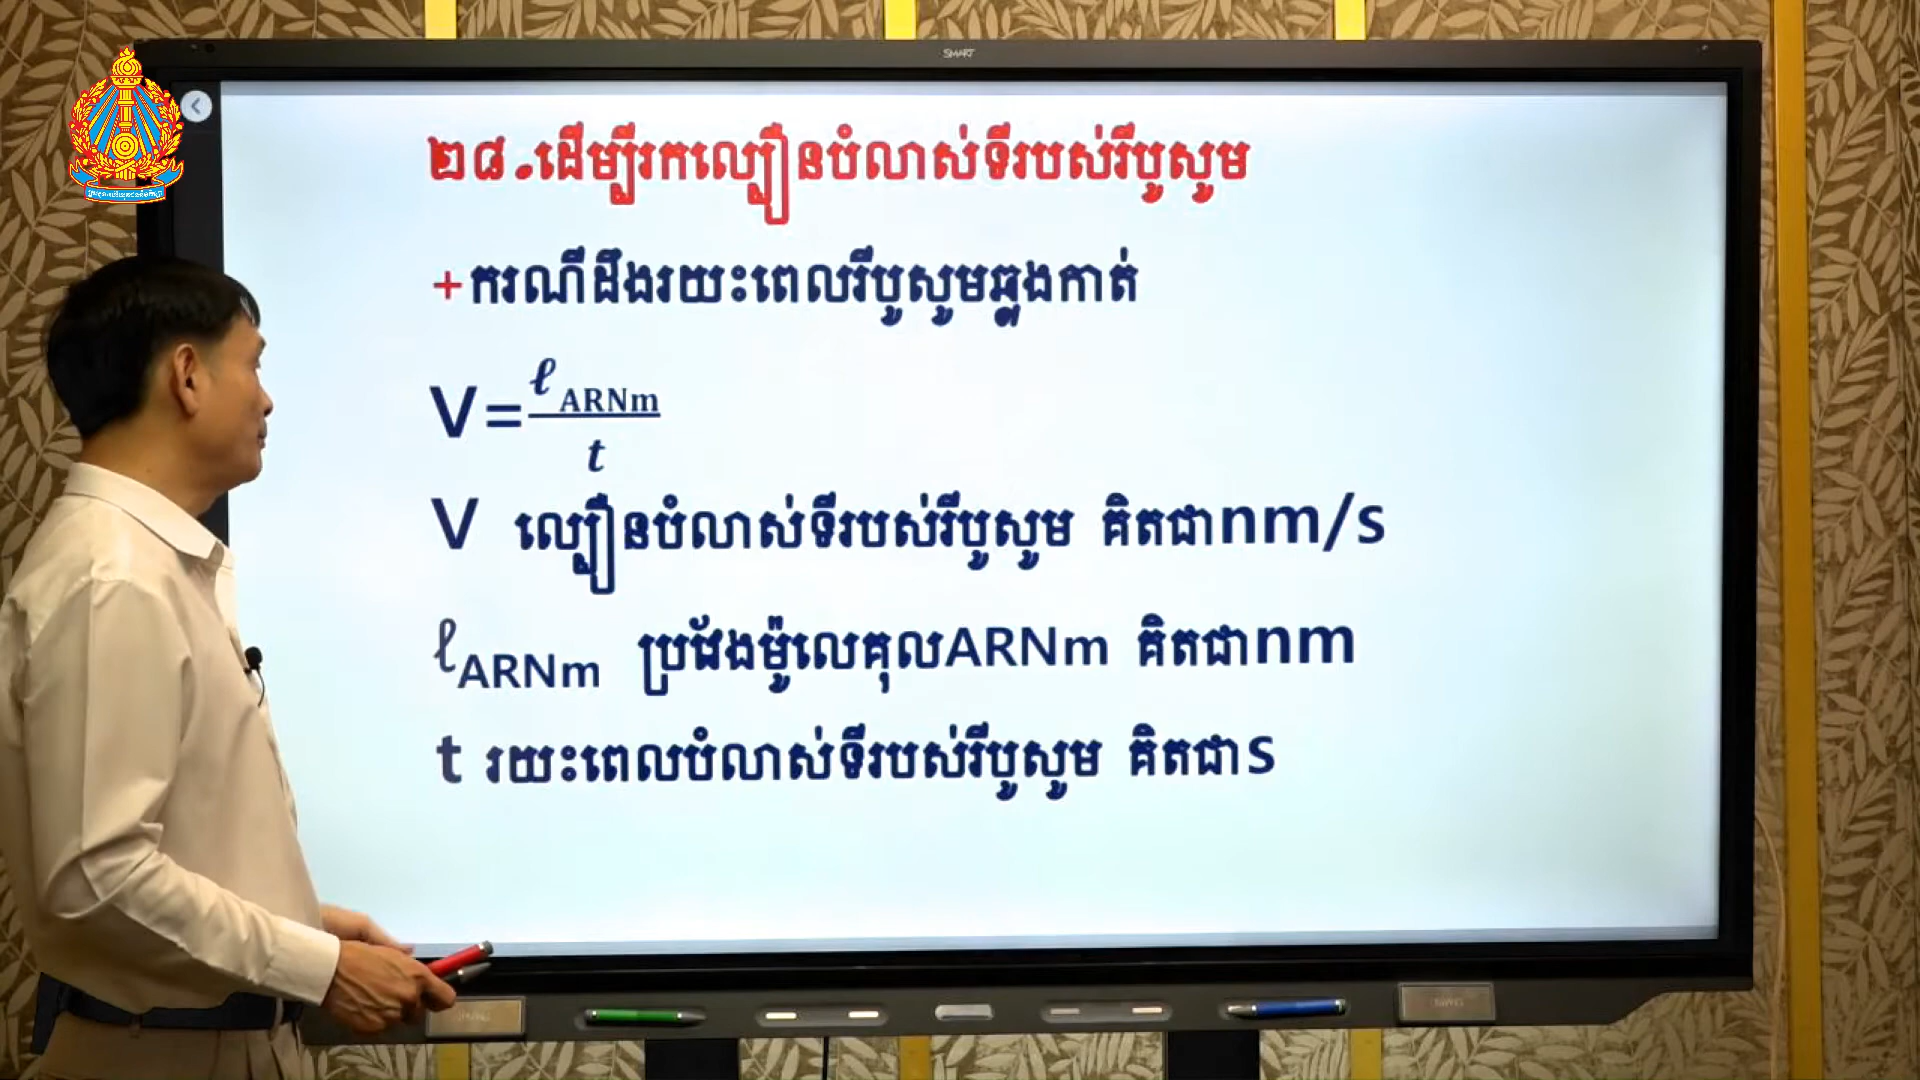 SMART
២៨.ដើម្បីរកល្បឿនបំលាស់ទីរបស់រីបូសូម
+ករណីដឹងរយៈពេលរីបូសូមឆ្លងកាត់
V=ℓARNm/t
V ល្បឿនបំលាស់ទីរបស់រីបូសូម គិតជាnm/s
ℓARNm ប្រវែងម៉ូលេគុលARNm គិតជាnm
t រយៈពេលបំលាស់ទីរបស់រីបូសូម គិតជាs